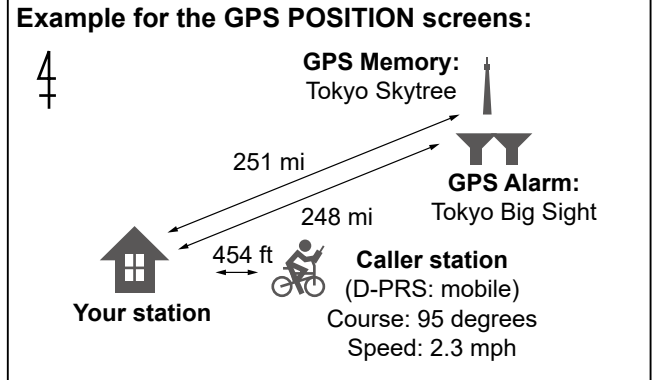 Example for the GPS POSITION screens:
GPS Memory:
Tokyo Skytree
251 mi
GPS Alarm:
Tokyo Big Sight
248 mi
454 ft
Your station
Caller station
(D-PRS: mobile)
Course: 95 degrees
Speed: 2.3 mph